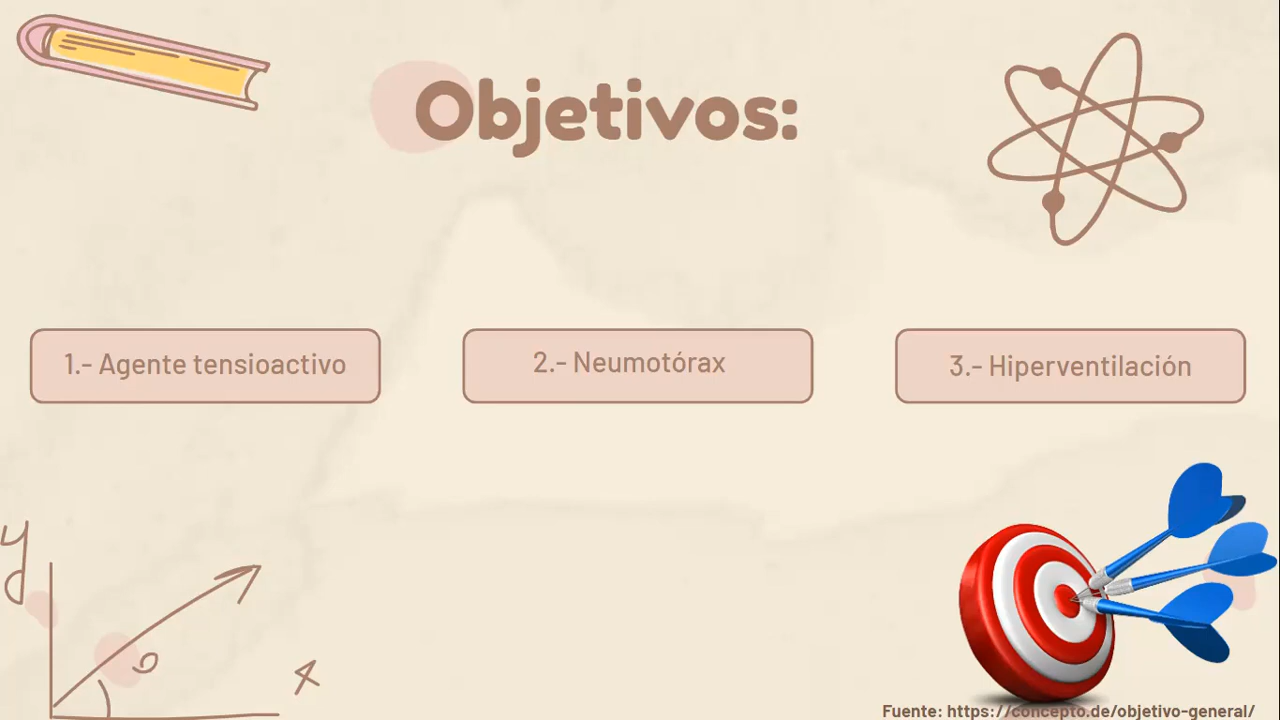 Objetivos:
1.- Agente tensioactivo
2.- Neumotórax
3.- Hiperventilación
y
x
Fuente: https://concepto.de/objetivo-general/